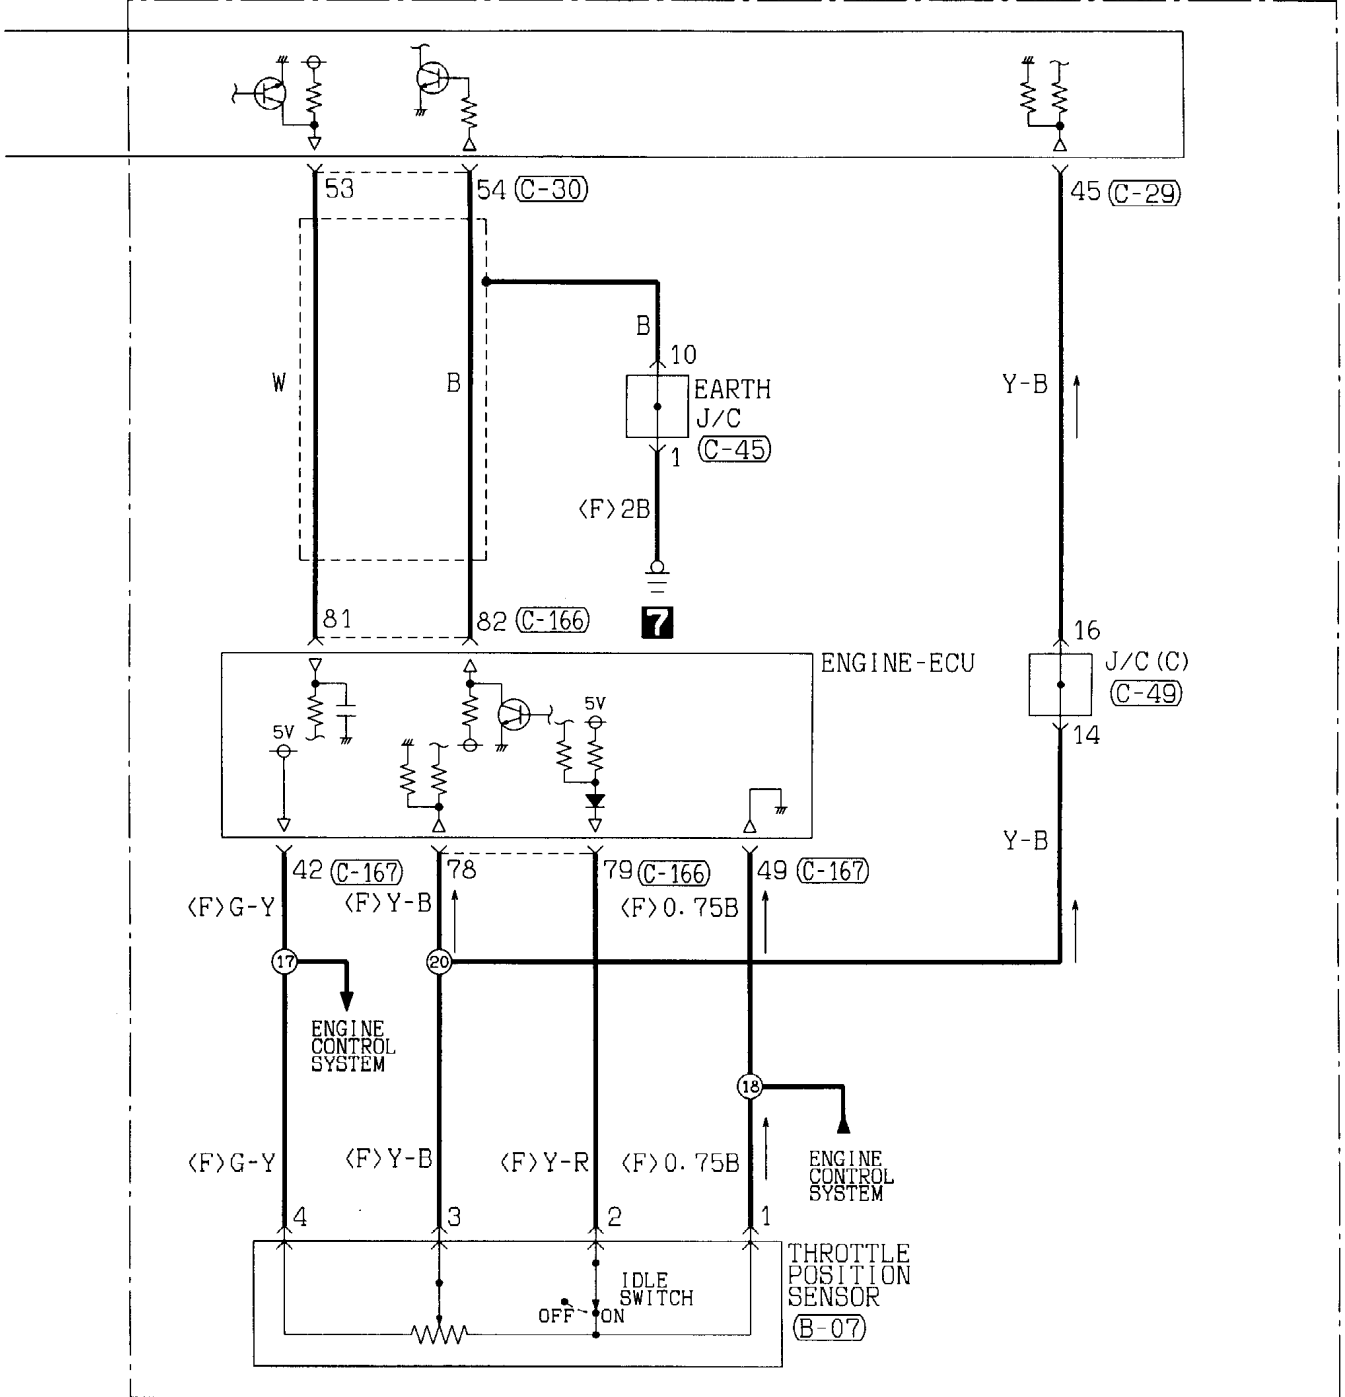 53
54 (C-30)
45 (C-29)
B
10
W
B
EARTH
J/C
(C-45)
Y-B
1
<F>2B
7
81
82 (C-166)
16
ENGINE-ECU
J/C(C)
(C-49)
5V
5V
14
Y-B
42 (C-167)
78
79 (C-166)
49 (C-167)
<F>G-Y
<F>Y-B
<F>0.75B
17
20
ENGINE
CONTROL
SYSTEM
18
<F>G-Y
<F>Y-B
<F>Y-R
<F>0.75B
ENGINE
CONTROL
SYSTEM
4
3
2
1
THROTTLE
POSITION
SENSOR
(B-07)
IDLE
SWITCH
OFF
ON